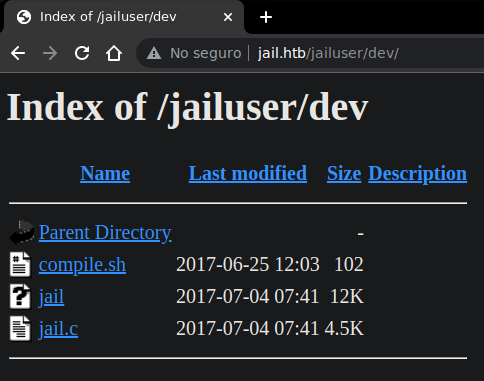 Index of /jailuser/dev
No seguro jail.htb/jailuser/dev/
Index of /jailuser/dev
Name Last modified Size Description
Parent Directory -
compile.sh 2017-06-25 12:03 102
jail 2017-07-04 07:41 12K
jail.c 2017-07-04 07:41 4.5K